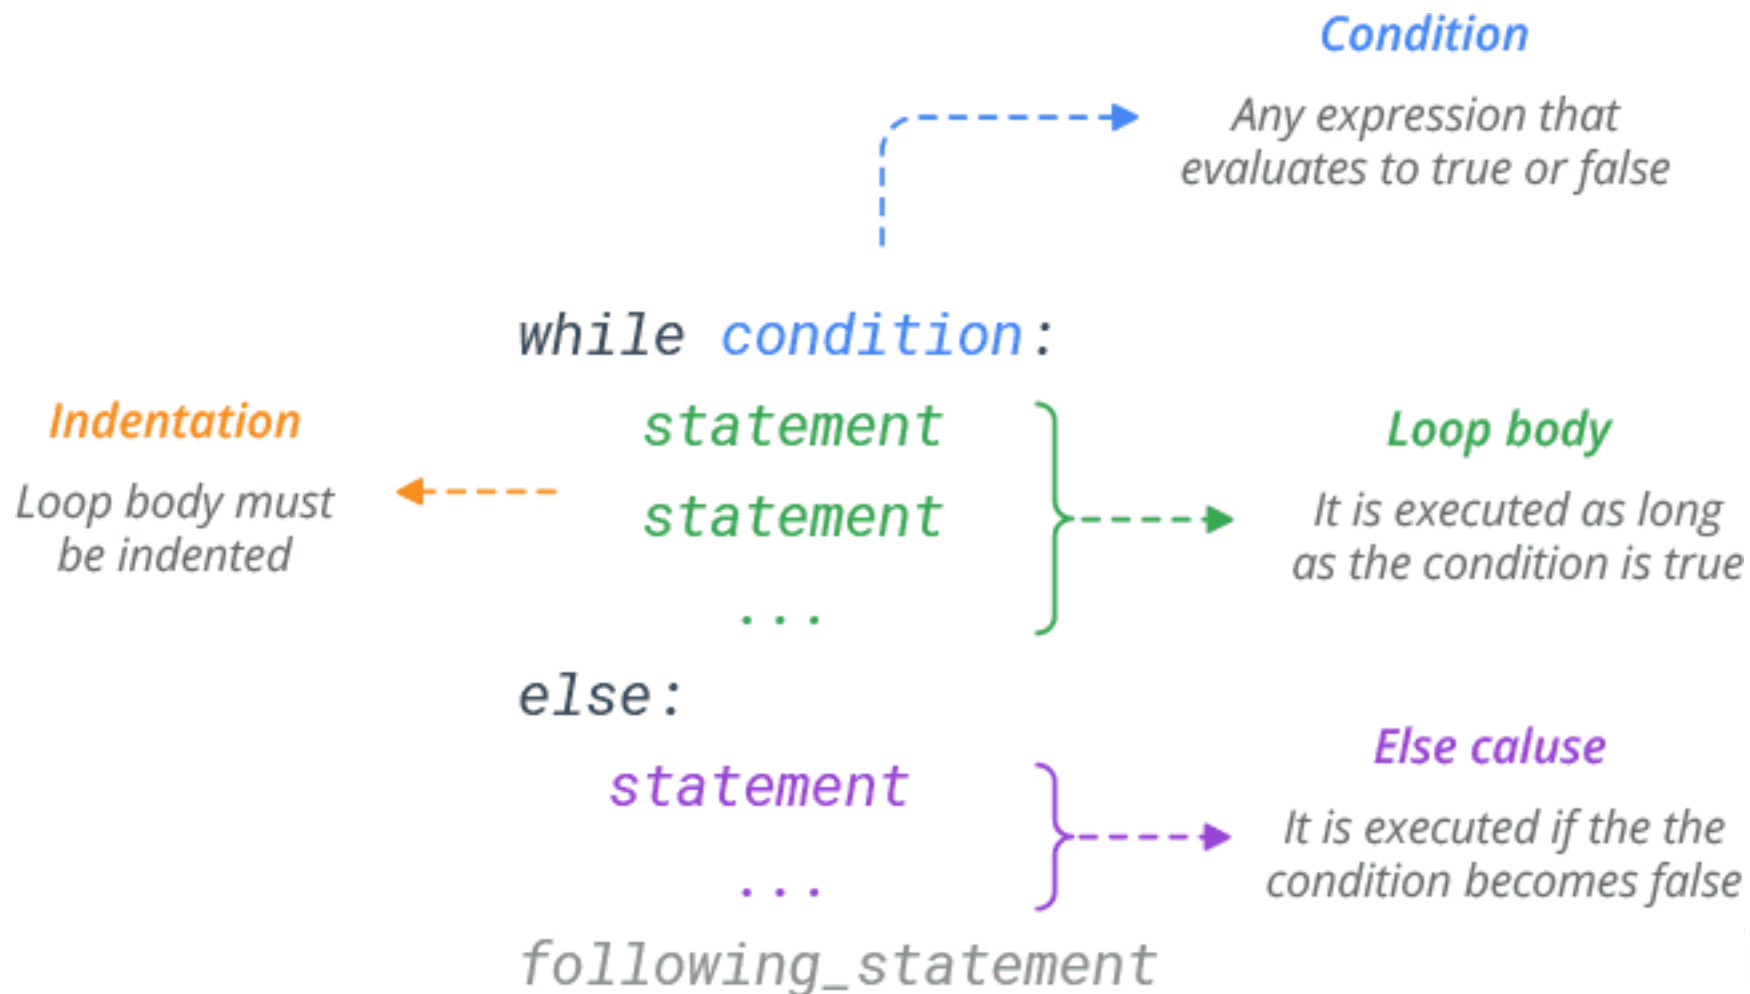 Condition
Any expression that
evaluates to true or false
while condition:
Indentation
Loop body must
be indented
statement
statement
...
Loop body
It is executed as long
as the condition is true
else:
statement
...
Else caluse
It is executed if the the
condition becomes false
following_statement